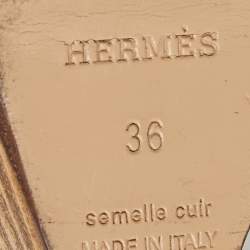 HERMÈS
36
semelle cuir
MADE IN ITALY